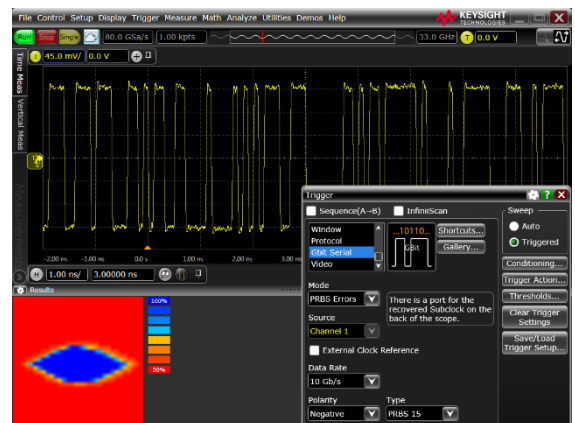 File Control Setup Display Trigger Measure Math Analyze Utilities Demos Help
KEYSIGHT
TECHNOLOGIES
Run Stop Single 80.0 GSa/s 1.00 kpts 33.0 GHz T 0.0 V
45.0 mV/ 0.0 V
Time Meas
Vertical Meas
Measurements
-2.00 ns -1.00 ns 0.0 s 1.00 ns 2.00 ns 3.00 ns
H 1.00 ns/ 3.00000 ns 0
Results
100%
50%
Trigger ? X
Sequence(A→B) InfiniiScan
Window
Protocol
Gbit Serial
Video
...10110...
GBit
Shortcuts...
Gallery...
Mode
PRBS Errors
There is a port for the
recovered Subclock on the
back of the scope.
Source
Channel 1
External Clock Reference
Data Rate
10 Gb/s
Polarity Type
Negative PRBS 15
Sweep
Auto
Triggered
Conditioning...
Trigger Action...
Thresholds...
Clear Trigger
Settings
Save/Load
Trigger Setup...